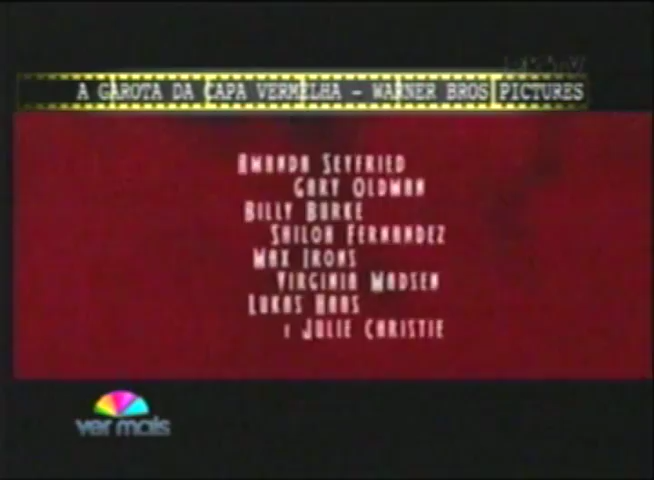 A GAROTA DA CAPA VERMELHA - WARNER BROS PICTURES
AMANDA SEYFRIED
GARY OLDMAN
BILLY BURKE
SHILOH FERNANDEZ
MAX IRONS
VIRGINIA MADSEN
LUKAS HAAS
E JULIE CHRISTIE
ver mais